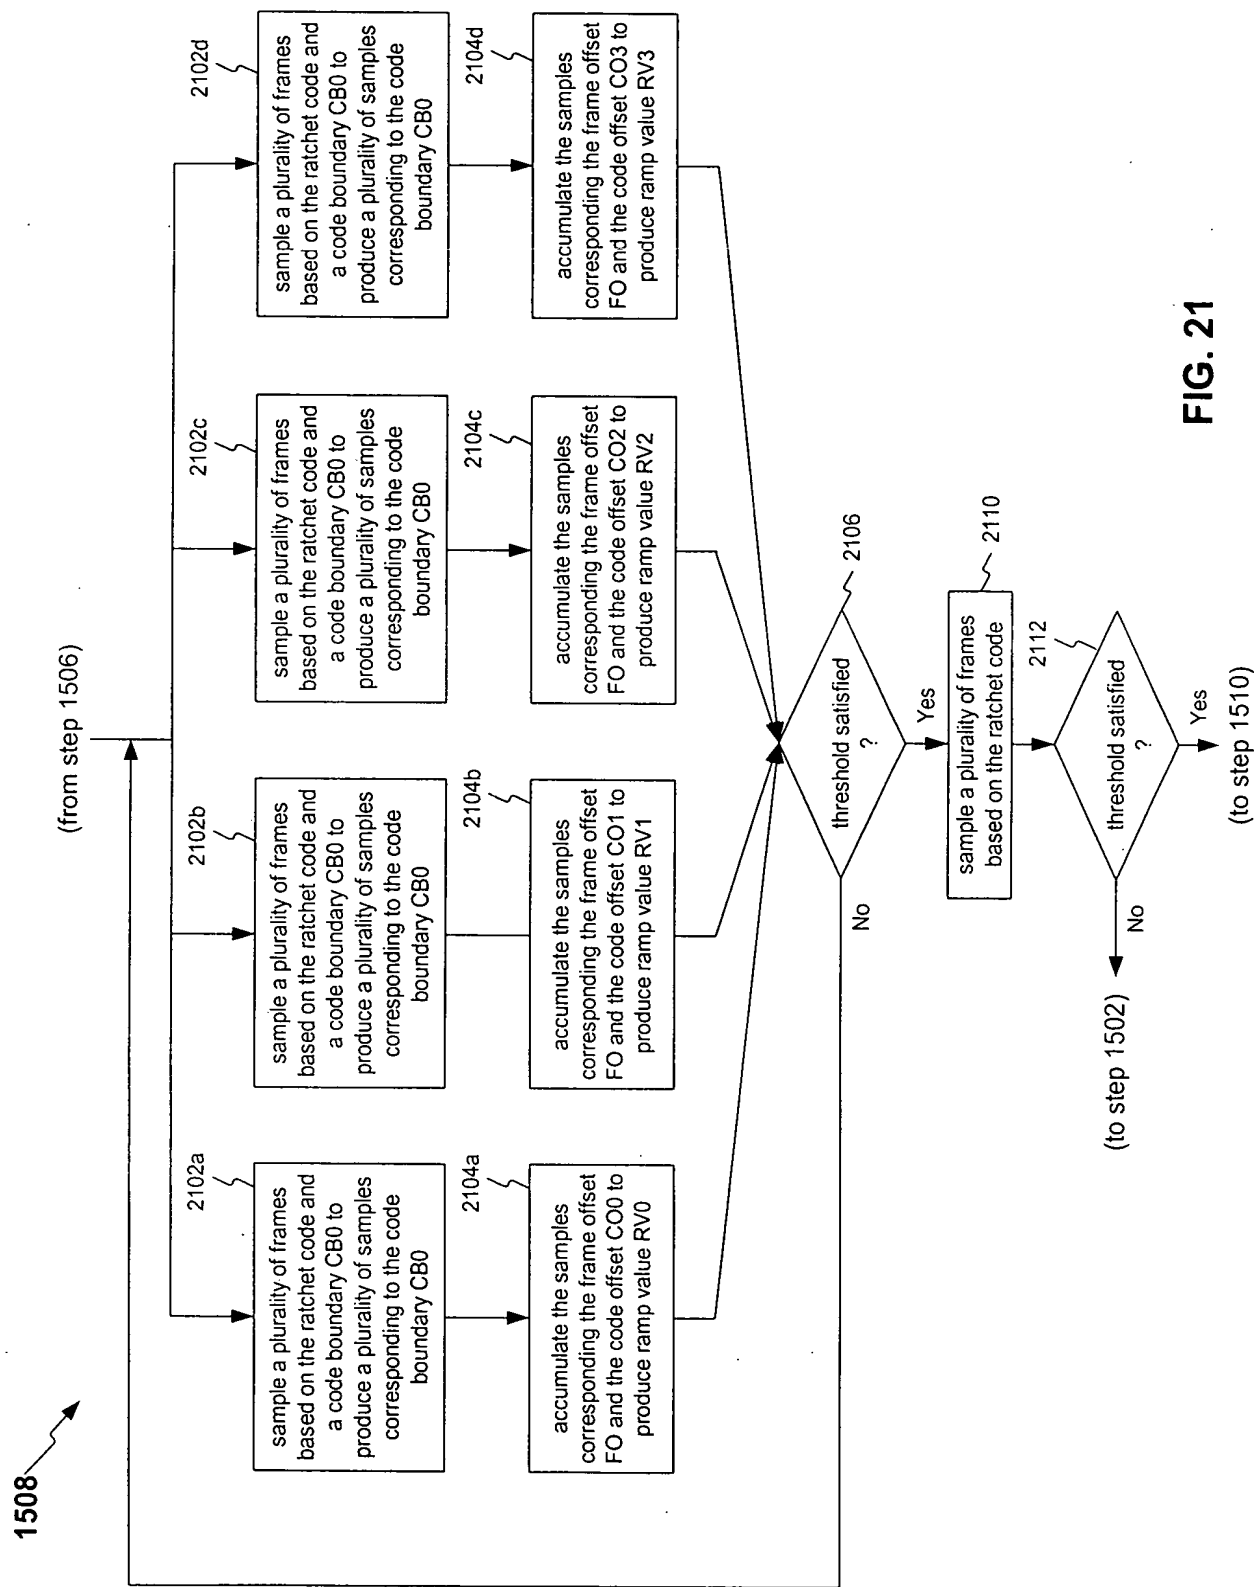 1508
(from step 1506)
2102a
sample a plurality of frames
based on the ratchet code and
a code boundary CB0 to
produce a plurality of samples
corresponding to the code
boundary CB0
2102b
sample a plurality of frames
based on the ratchet code and
a code boundary CB0 to
produce a plurality of samples
corresponding to the code
boundary CB0
2102c
sample a plurality of frames
based on the ratchet code and
a code boundary CB0 to
produce a plurality of samples
corresponding to the code
boundary CB0
2102d
sample a plurality of frames
based on the ratchet code and
a code boundary CB0 to
produce a plurality of samples
corresponding to the code
boundary CB0
2104a
accumulate the samples
corresponding the frame offset
FO and the code offset CO0 to
produce ramp value RV0
2104b
accumulate the samples
corresponding the frame offset
FO and the code offset CO1 to
produce ramp value RV1
2104c
accumulate the samples
corresponding the frame offset
FO and the code offset CO2 to
produce ramp value RV2
2104d
accumulate the samples
corresponding the frame offset
FO and the code offset CO3 to
produce ramp value RV3
2106
threshold satisfied
?
No
Yes
2110
sample a plurality of frames
based on the ratchet code
2112
threshold satisfied
?
No
Yes
(to step 1502)
(to step 1510)
FIG. 21